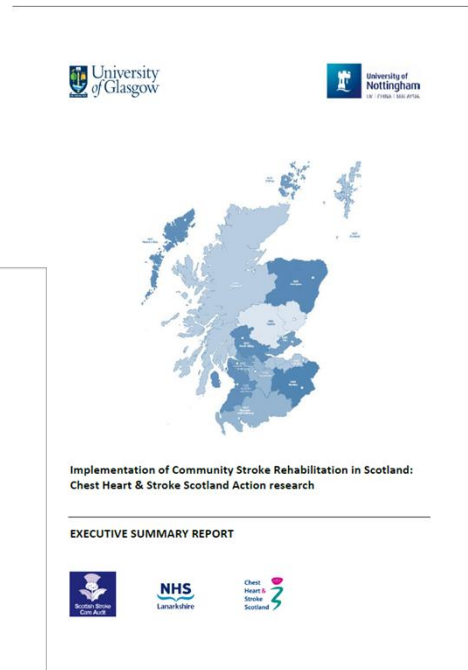 University
of Glasgow
University of
Nottingham
UK | CHINA | MALAYSIA
Implementation of Community Stroke Rehabilitation in Scotland:
Chest Heart & Stroke Scotland Action research
EXECUTIVE SUMMARY REPORT
Scottish Stroke
Care Audit
NHS
Lanarkshire
Chest
Heart &
Stroke
Scotland